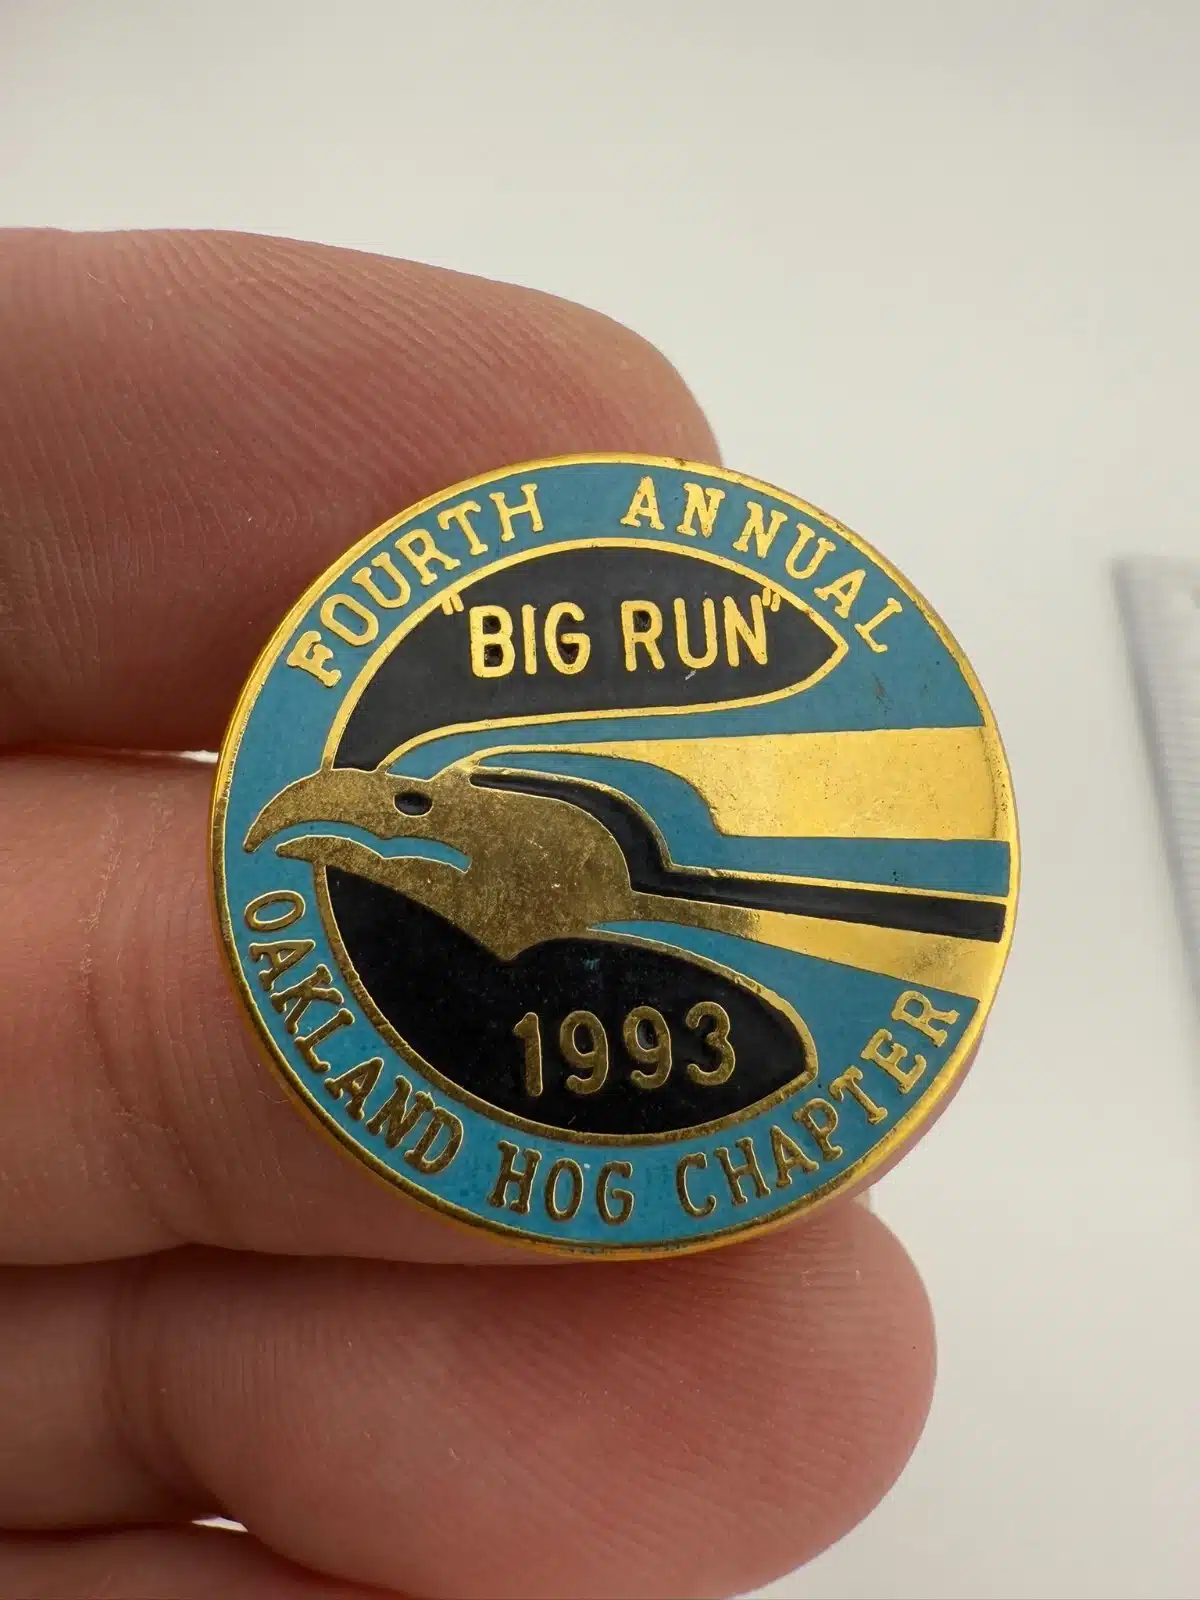 FOURTH ANNUAL
"BIG RUN"
1993
OAKLAND HOG CHAPTER